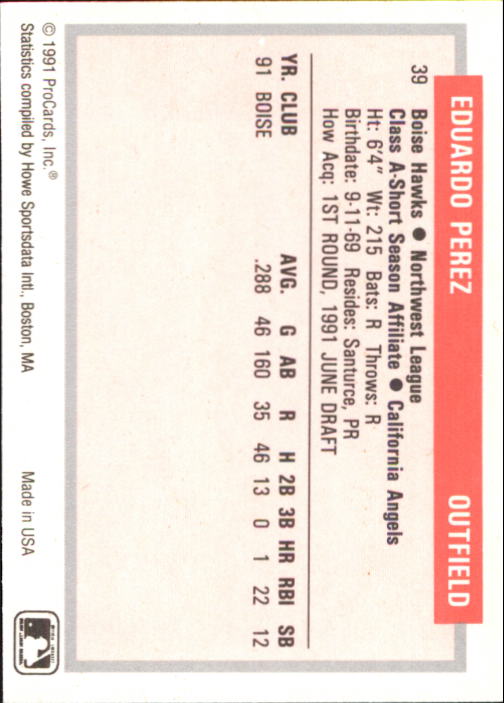 EDUARDO PEREZ OUTFIELD
39 Boise Hawks ● Northwest League
Class A-Short Season Affiliate ● California Angels
Ht: 6'4" Wt: 215 Bats: R Throws: R
Birthdate: 9-11-69 Resides: Santurce, PR
How Acq: 1ST ROUND, 1991 JUNE DRAFT
YR. CLUB AVG. G AB R H 2B 3B HR RBI SB
91 BOISE .288 46 160 35 46 13 0 1 22 12
© 1991 ProCards, Inc.®
Statistics compiled by Howe Sportsdata Intl., Boston, MA Made in USA